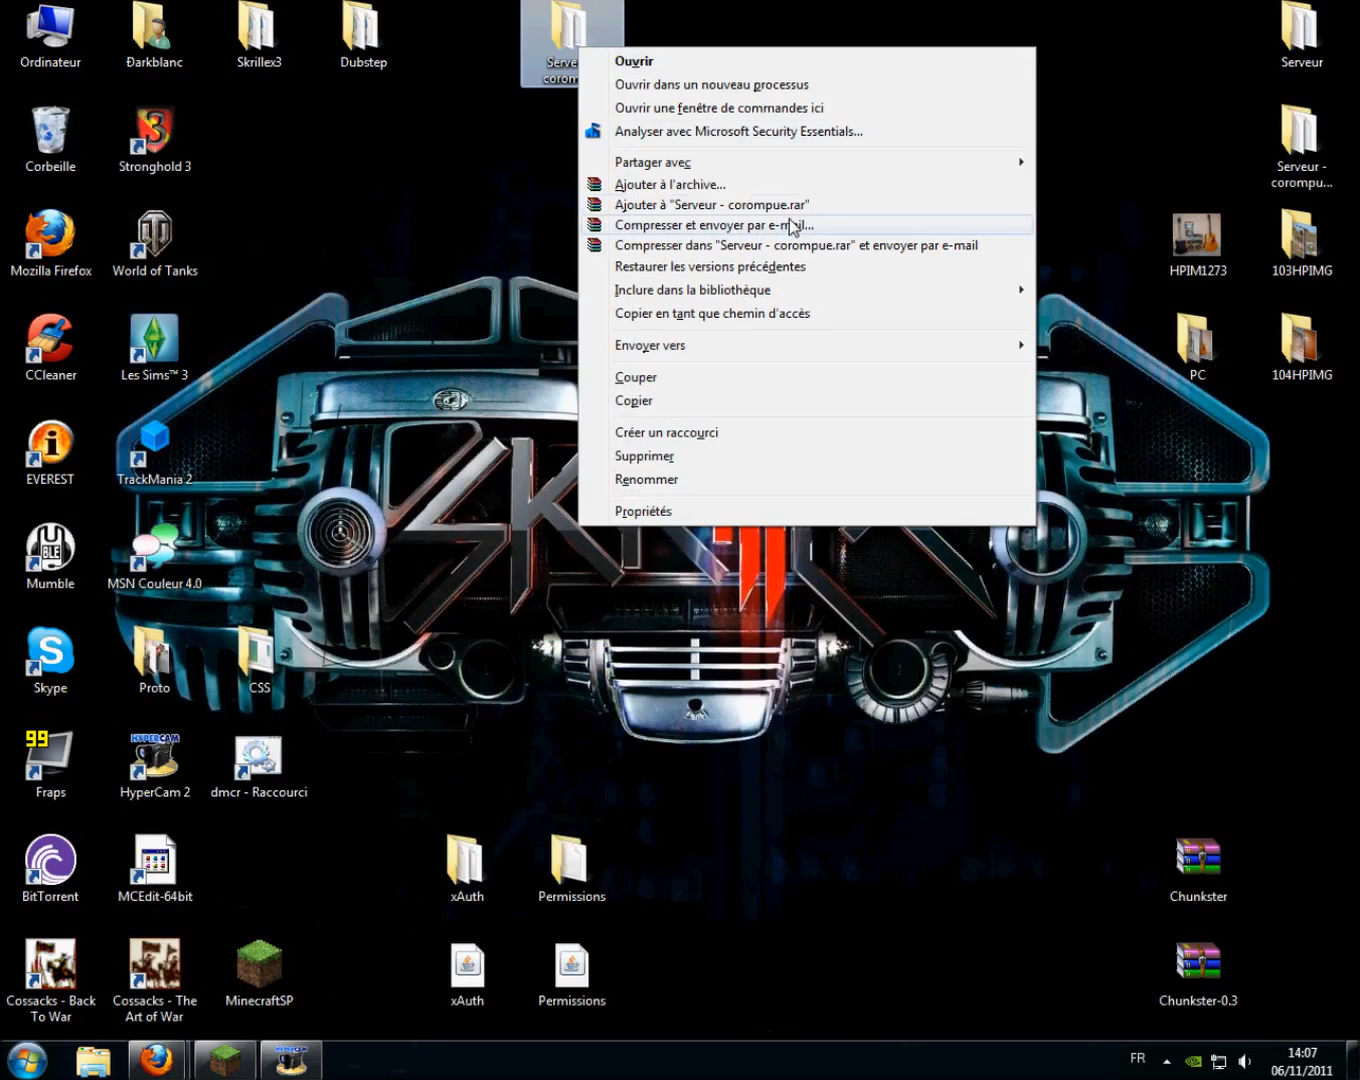 Ordinateur
Đarkblanc
Skrillex3
Dubstep
Serveur
Corbeille
Stronghold 3
Serveur -
corompu...
Mozilla Firefox
World of Tanks
HPIM1273
103HPIMG
CCleaner
Les Sims™ 3
PC
104HPIMG
EVEREST
TrackMania 2
Mumble
MSN Couleur 4.0
Skype
Proto
CSS
99
Fraps
HYPERCAM
HyperCam 2
dmcr - Raccourci
BitTorrent
MCEdit-64bit
xAuth
Permissions
Chunkster
Cossacks - Back
To War
Cossacks - The
Art of War
MinecraftSP
xAuth
Permissions
Chunkster-0.3
Ouvrir
Ouvrir dans un nouveau processus
Ouvrir une fenêtre de commandes ici
Analyser avec Microsoft Security Essentials...
Partager avec
Ajouter à l'archive...
Ajouter à "Serveur - corompue.rar"
Compresser et envoyer par e-mail...
Compresser dans "Serveur - corompue.rar" et envoyer par e-mail
Restaurer les versions précédentes
Inclure dans la bibliothèque
Copier en tant que chemin d'accès
Envoyer vers
Couper
Copier
Créer un raccourci
Supprimer
Renommer
Propriétés
FR
14:07
06/11/2011